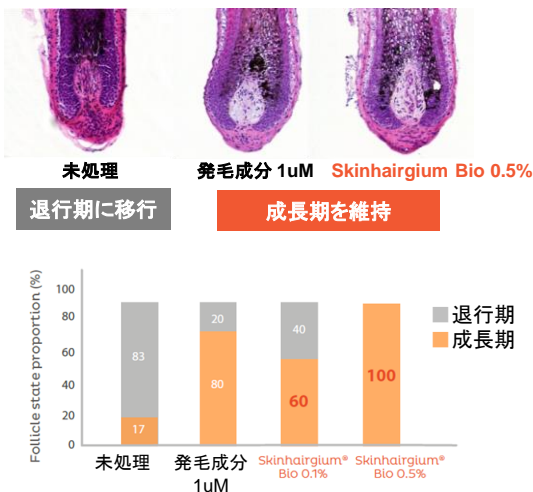 未処理
発毛成分 1uM
Skinhairgium Bio 0.5%
退行期に移行
成長期を維持
Follicle state proportion (%)
100
80
60
40
20
0
83
17
20
80
40
60
100
退行期
成長期
未処理
発毛成分
1uM
Skinhairgium®
Bio 0.1%
Skinhairgium®
Bio 0.5%